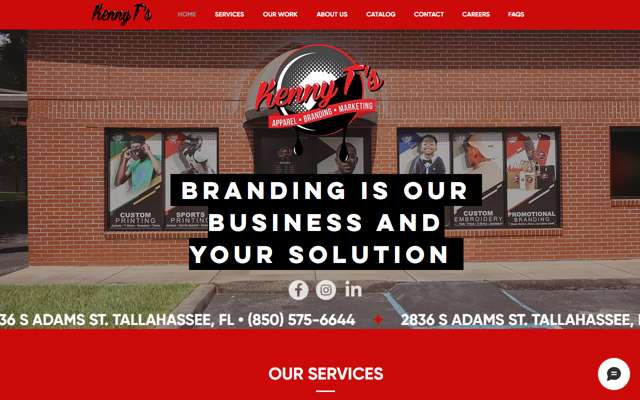 Kenny T's
HOME SERVICES OUR WORK ABOUT US CATALOG CONTACT CAREERS FAQS
Kenny T's
APPAREL • BRANDING • MARKETING
CUSTOM PRINTING
SPORTS PRINTING
CUSTOM EMBROIDERY
PROMOTIONAL BRANDING
BRANDING IS OUR
BUSINESS AND
YOUR SOLUTION
36 S ADAMS ST. TALLAHASSEE, FL • (850) 575-6644 2836 S ADAMS ST. TALLAHASSEE,
OUR SERVICES